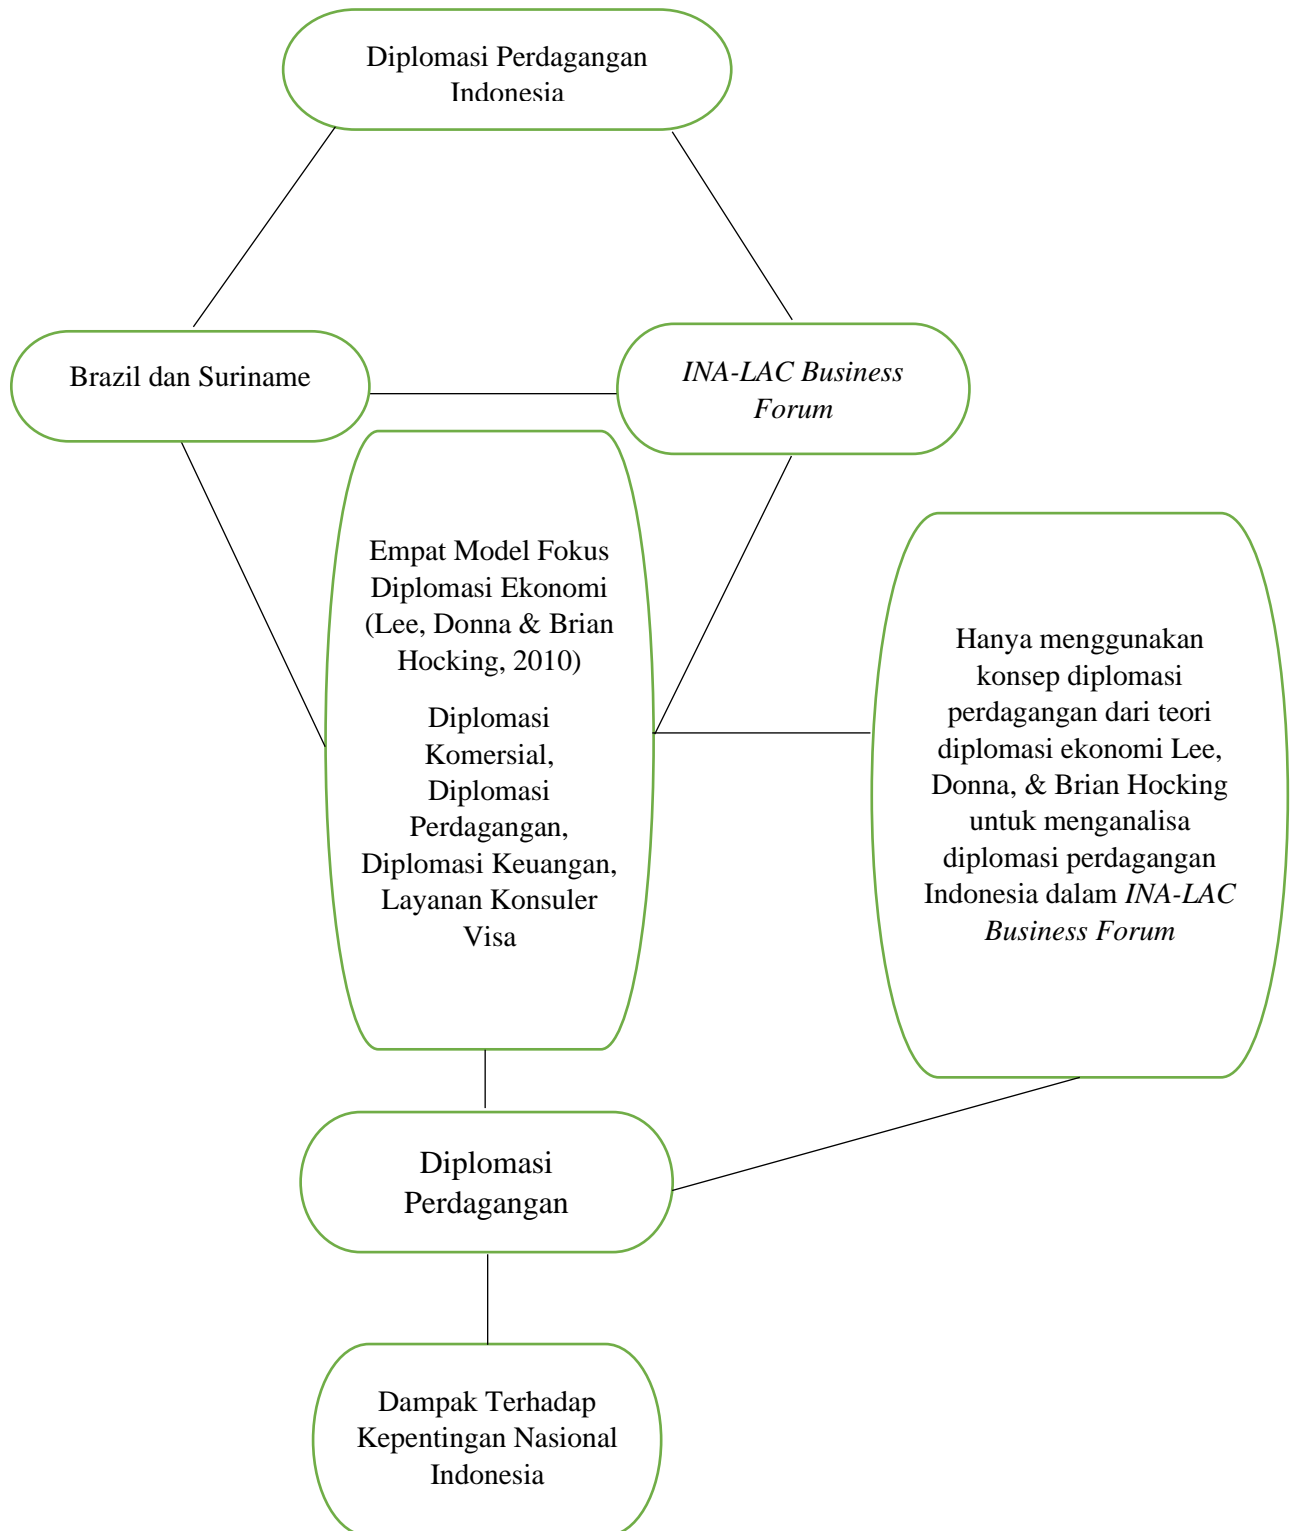 Diplomasi Perdagangan
Indonesia
Brazil dan Suriname
INA-LAC Business
Forum
Empat Model Fokus
Diplomasi Ekonomi
(Lee, Donna & Brian
Hocking, 2010)
Diplomasi
Komersial,
Diplomasi
Perdagangan,
Diplomasi Keuangan,
Layanan Konsuler
Visa
Hanya menggunakan
konsep diplomasi
perdagangan dari teori
diplomasi ekonomi Lee,
Donna, & Brian Hocking
untuk menganalisa
diplomasi perdagangan
Indonesia dalam INA-LAC
Business Forum
Diplomasi
Perdagangan
Dampak Terhadap
Kepentingan Nasional
Indonesia